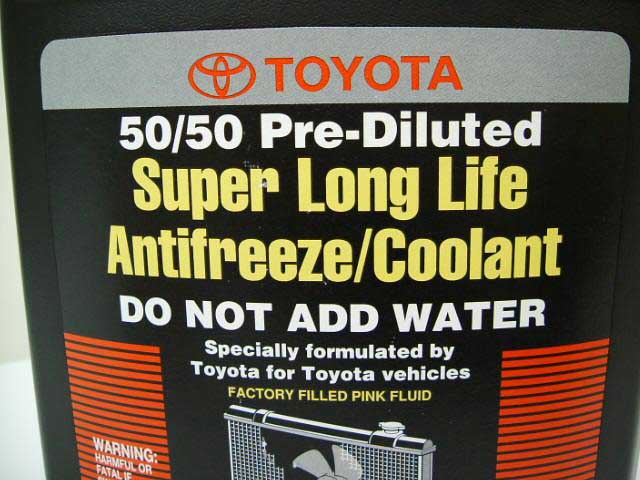 TOYOTA
50/50 Pre-Diluted
Super Long Life
Antifreeze/Coolant
DO NOT ADD WATER
Specially formulated by
Toyota for Toyota vehicles
FACTORY FILLED PINK FLUID
WARNING:
HARMFUL OR
FATAL IF